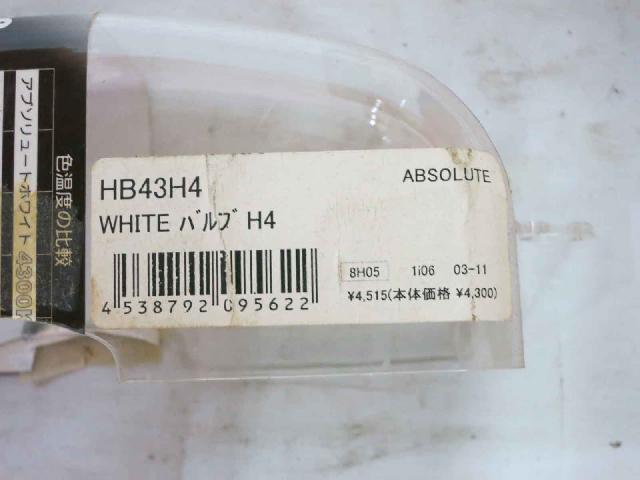 HB43H4
ABSOLUTE
WHITE バルブ H4
4 538792 095622
8H05 1i06 03-11
¥4,515(本体価格 ¥4,300)
色温度の比較
アブソリュートホワイト 4300K